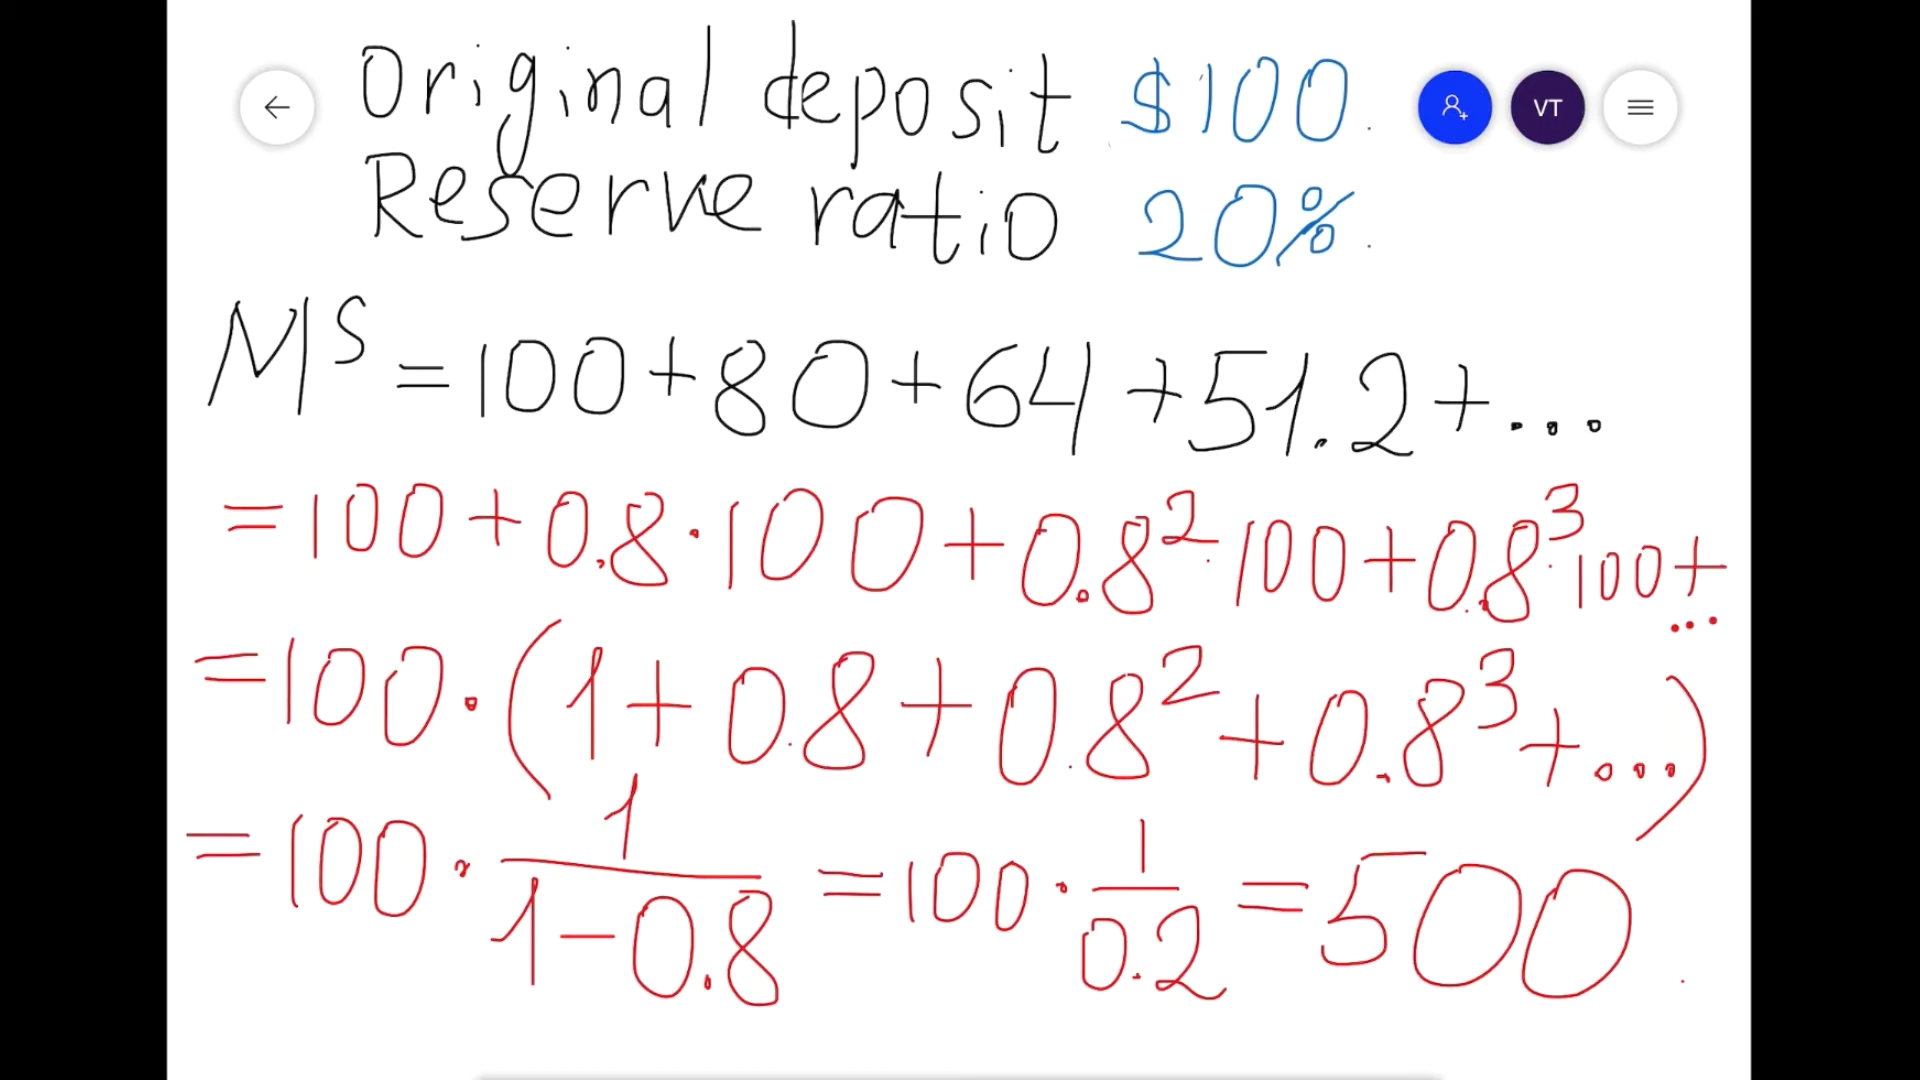 Original deposit $100
VT
Reserve ratio 20%
Mˢ = 100 + 80 + 64 + 51.2 + ...
= 100 + 0.8 · 100 + 0.8² · 100 + 0.8³ · 100 + ...
= 100 · (1 + 0.8 + 0.8² + 0.8³ + ...)
= 100 · 1/(1 - 0.8) = 100 · 1/0.2 = 500